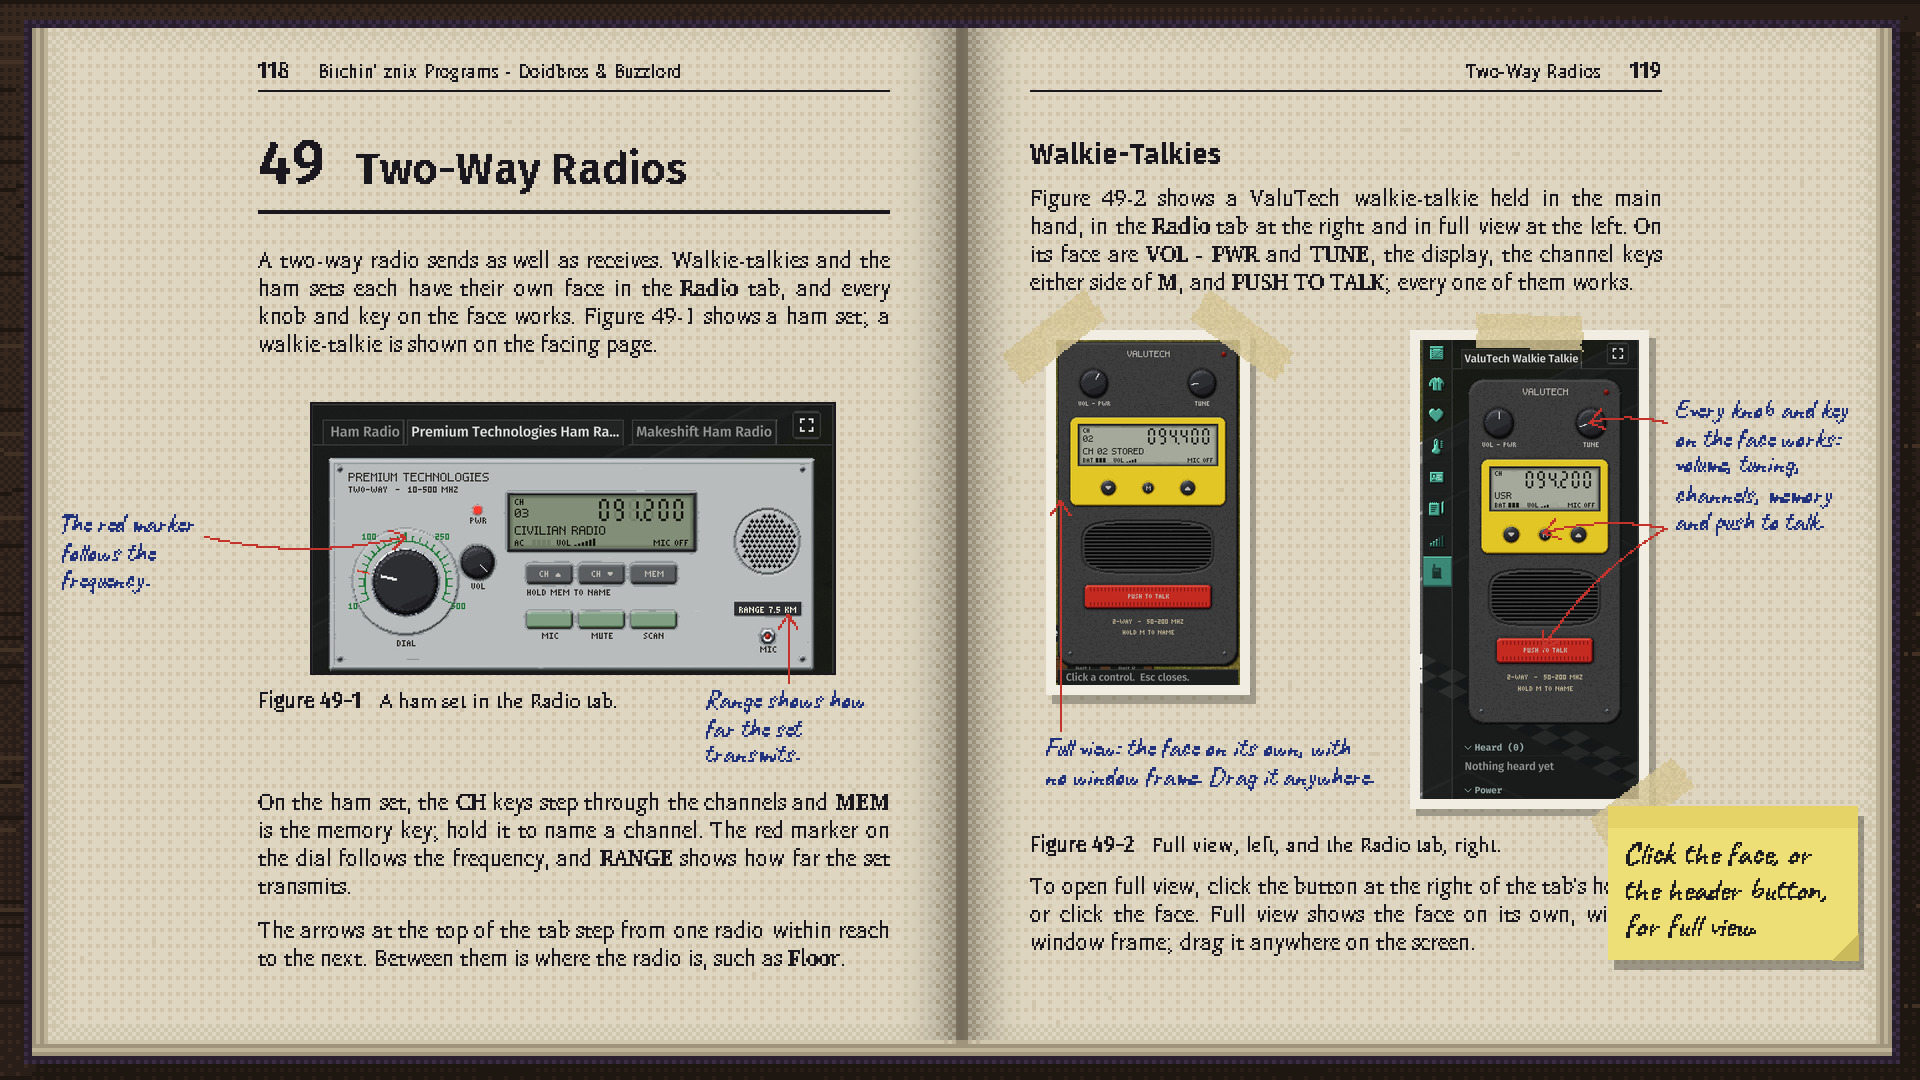 118 Birchin' znix Programs - Doidbros & Buzzlord
49 Two-Way Radios
A two-way radio sends as well as receives. Walkie-talkies and the
ham sets each have their own face in the Radio tab, and every
knob and key on the face works. Figure 49-1 shows a ham set; a
walkie-talkie is shown on the facing page.
Ham Radio Premium Technologies Ham Ra... Makeshift Ham Radio
PREMIUM TECHNOLOGIES
TWO-WAY - 10-500 MHZ
PWR
CH
03 091.200
CIVILIAN RADIO
AC VOL MIC OFF
100 250
10 500
DIAL
VOL
CH ▲ CH ▼ MEM
HOLD MEM TO NAME
MIC MUTE SCAN
RANGE 7.5 KM
MIC
The red marker
follows the
frequency.
Figure 49-1 A ham set in the Radio tab.
Range shows how
far the set
transmits.
On the ham set, the CH keys step through the channels and MEM
is the memory key; hold it to name a channel. The red marker on
the dial follows the frequency, and RANGE shows how far the set
transmits.
The arrows at the top of the tab step from one radio within reach
to the next. Between them is where the radio is, such as Floor.
Two-Way Radios 119
Walkie-Talkies
Figure 49-2 shows a ValuTech walkie-talkie held in the main
hand, in the Radio tab at the right and in full view at the left. On
its face are VOL - PWR and TUNE, the display, the channel keys
either side of M, and PUSH TO TALK; every one of them works.
VALUTECH
VOL - PWR TUNE
CH
02 094.400
CH 02 STORED
BAT VOL MIC OFF
M
PUSH TO TALK
2-WAY - 50-200 MHZ
HOLD M TO NAME
Click a control. Esc closes.
ValuTech Walkie Talkie
VALUTECH
VOL - PWR TUNE
CH 094.200
USR
BAT VOL MIC OFF
PUSH TO TALK
2-WAY - 50-200 MHZ
HOLD M TO NAME
Heard (0)
Nothing heard yet
Power
Every knob and key
on the face works:
volume, tuning,
channels, memory
and push to talk.
Full view: the face on its own, with
no window frame. Drag it anywhere.
Figure 49-2 Full view, left, and the Radio tab, right.
To open full view, click the button at the right of the tab's
or click the face. Full view shows the face on its own,
window frame; drag it anywhere on the screen.
Click the face, or
the header button,
for full view.